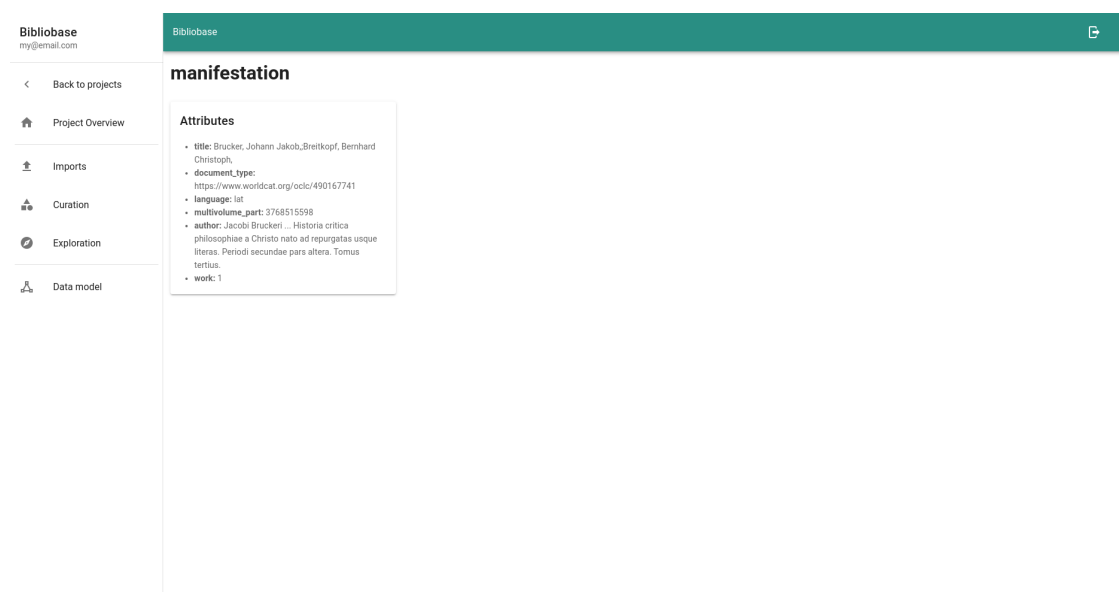 Bibliobase
my@email.com
Back to projects
Project Overview
Imports
Curation
Exploration
Data model
Bibliobase
manifestation
Attributes
title: Brucker, Johann Jakob,;Breitkopf, Bernhard
Christoph,
document_type:
https://www.worldcat.org/oclc/490167741
language: lat
multivolume_part: 3768515598
author: Jacobi Bruckeri ... Historia critica
philosophiae a Christo nato ad repurgatas usque
literas. Periodi secundae pars altera. Tomus
tertius.
work: 1